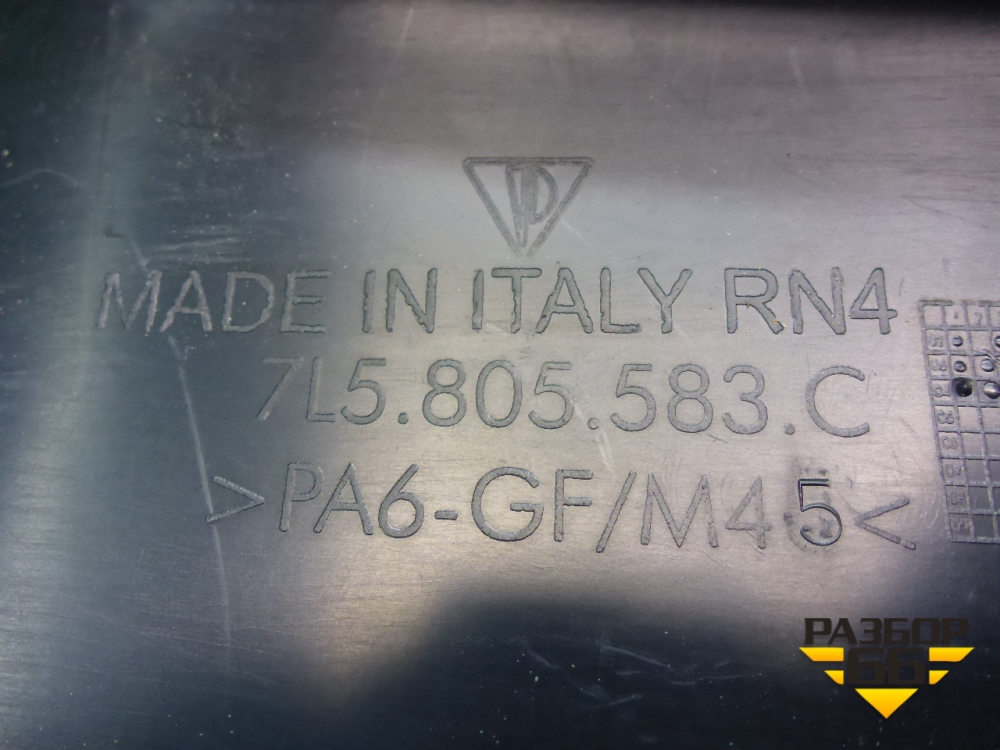 P
MADE IN ITALY RN4
7L5.805.583.C
>PA6-GF/M45<
РАЗБОР
66